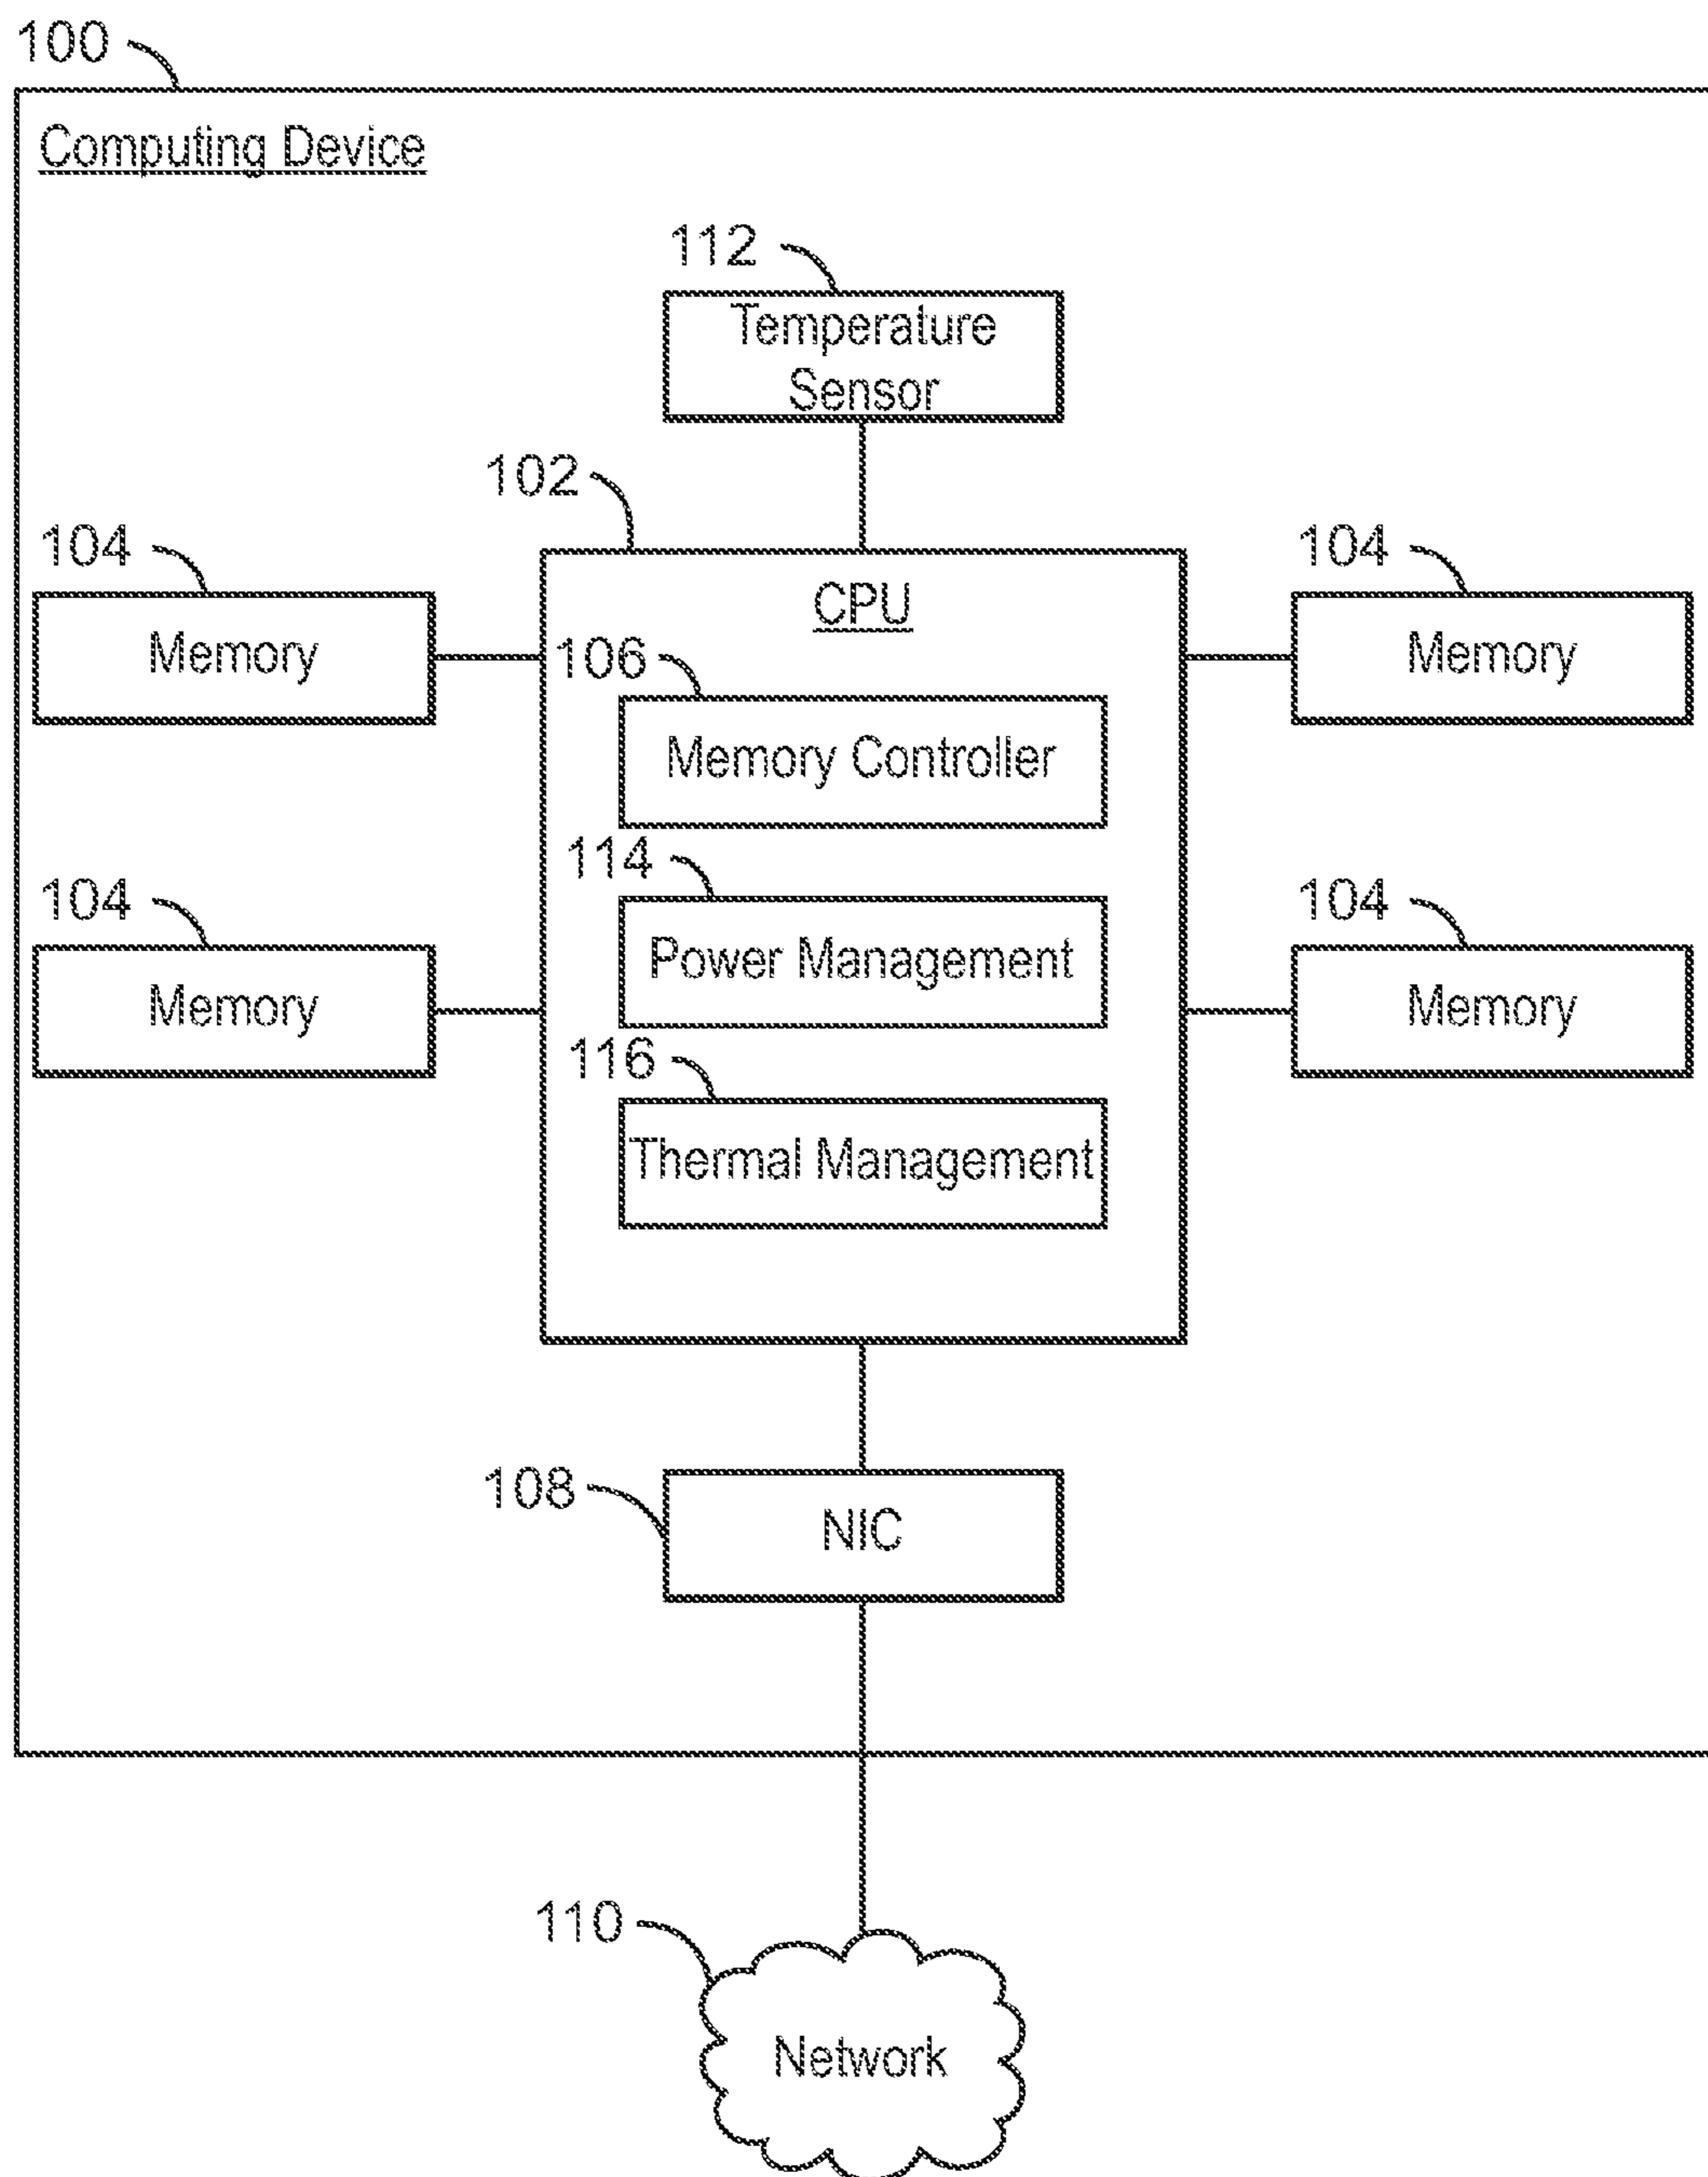 100
Computing Device
112
Temperature
Sensor
102
104
104
CPU
Memory
106
Memory
Memory Controller
114
104
104
Power Management
Memory
Memory
116
Thermal Management
108
NIC
110
Network